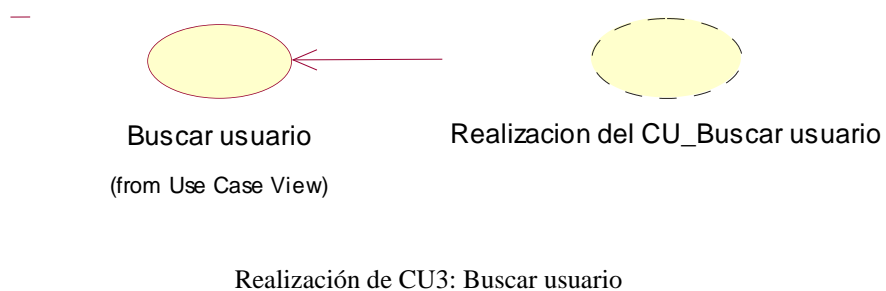 Buscar usuario
Realizacion del CU_Buscar usuario
(from Use Case View)
Realización de CU3: Buscar usuario